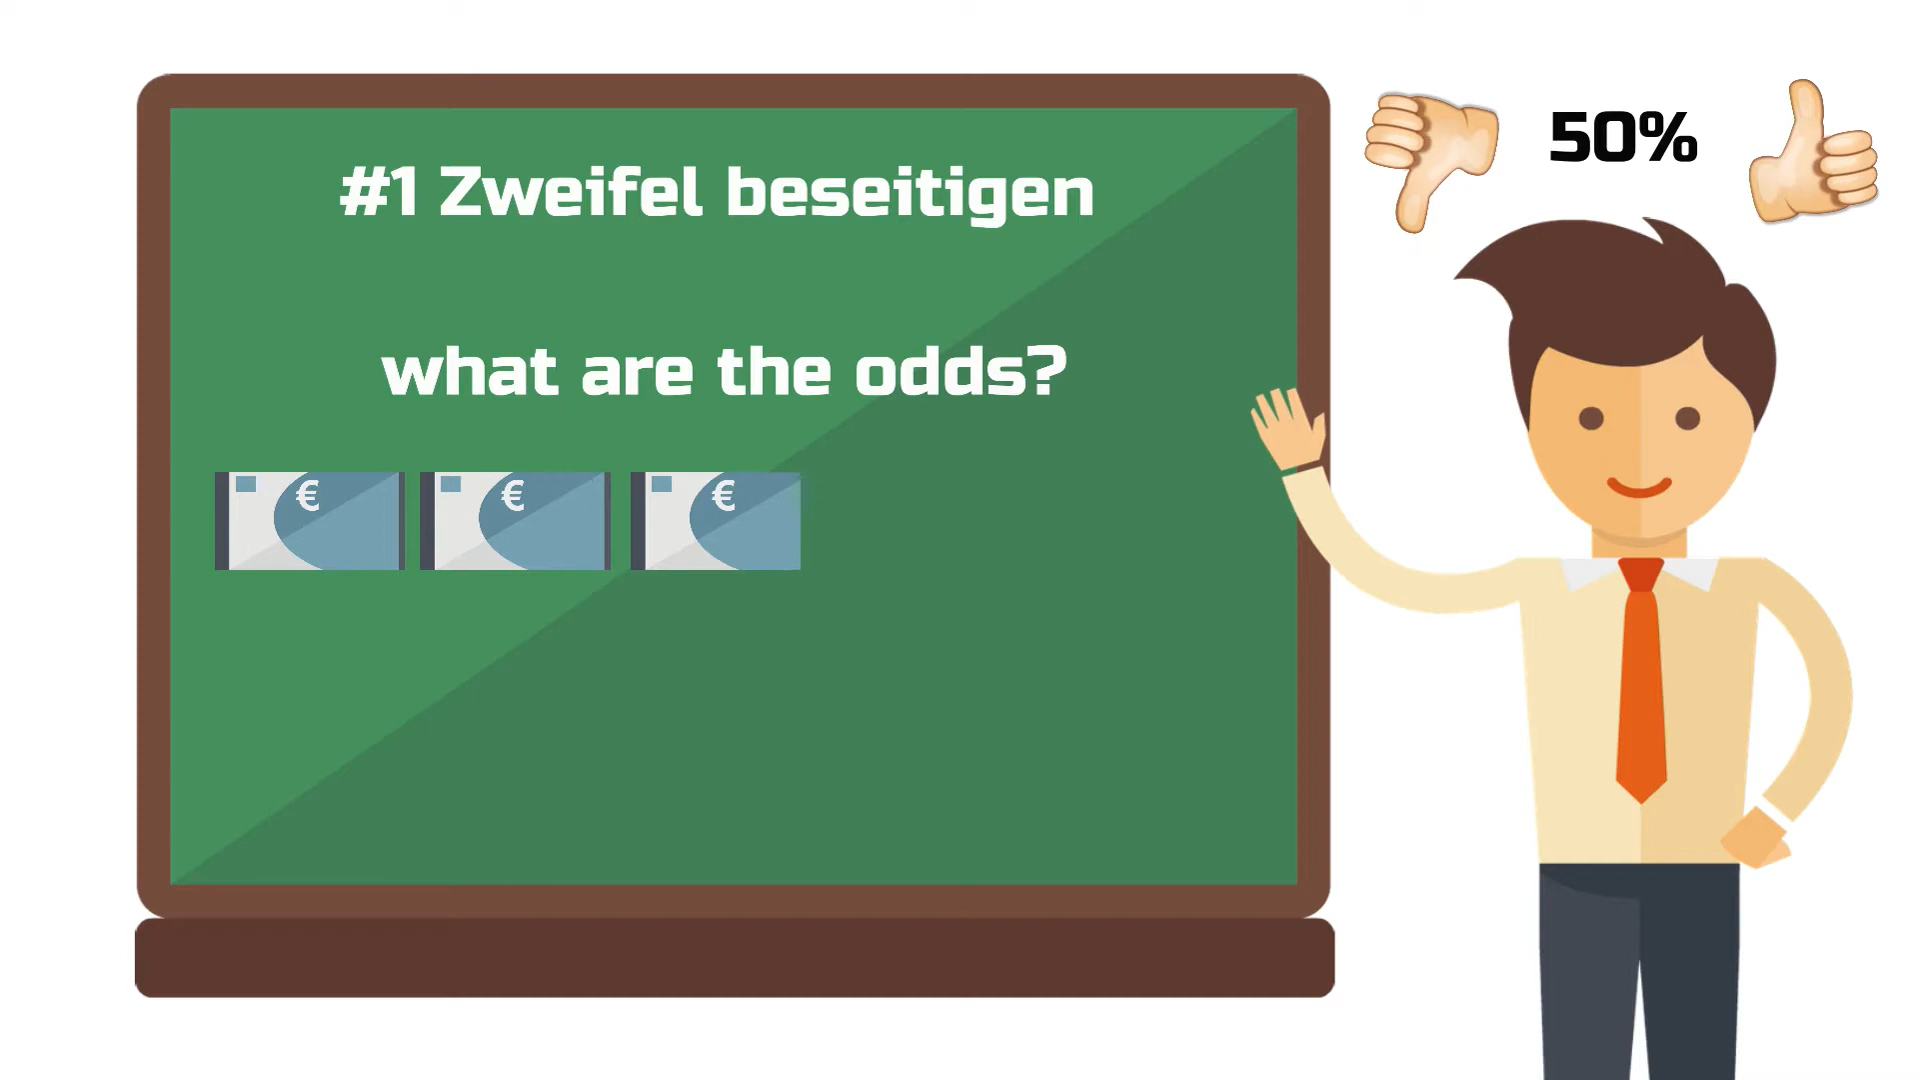 #1 Zweifel beseitigen
50%
what are the odds?
€ € €